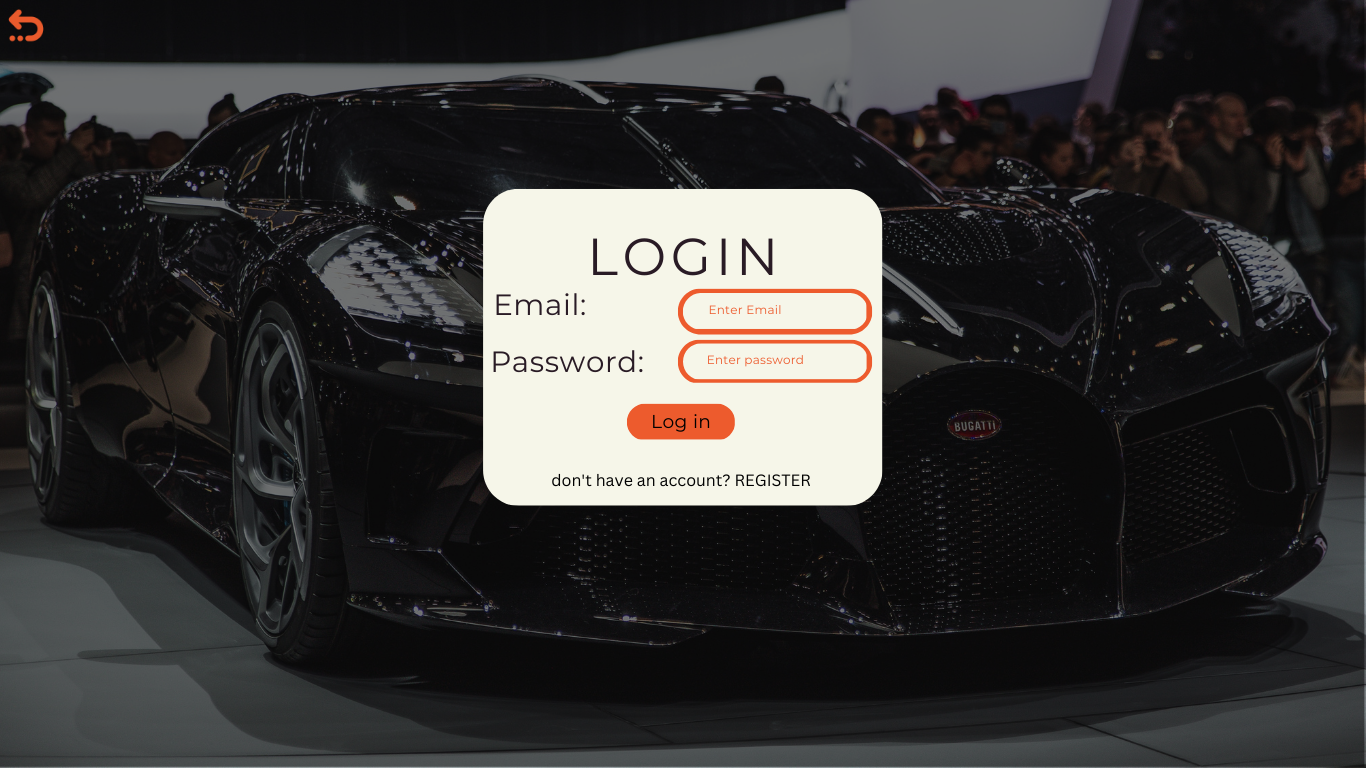 LOGIN
Email:
Enter Email
Password:
Enter password
Log in
BUGATTI
don't have an account? REGISTER